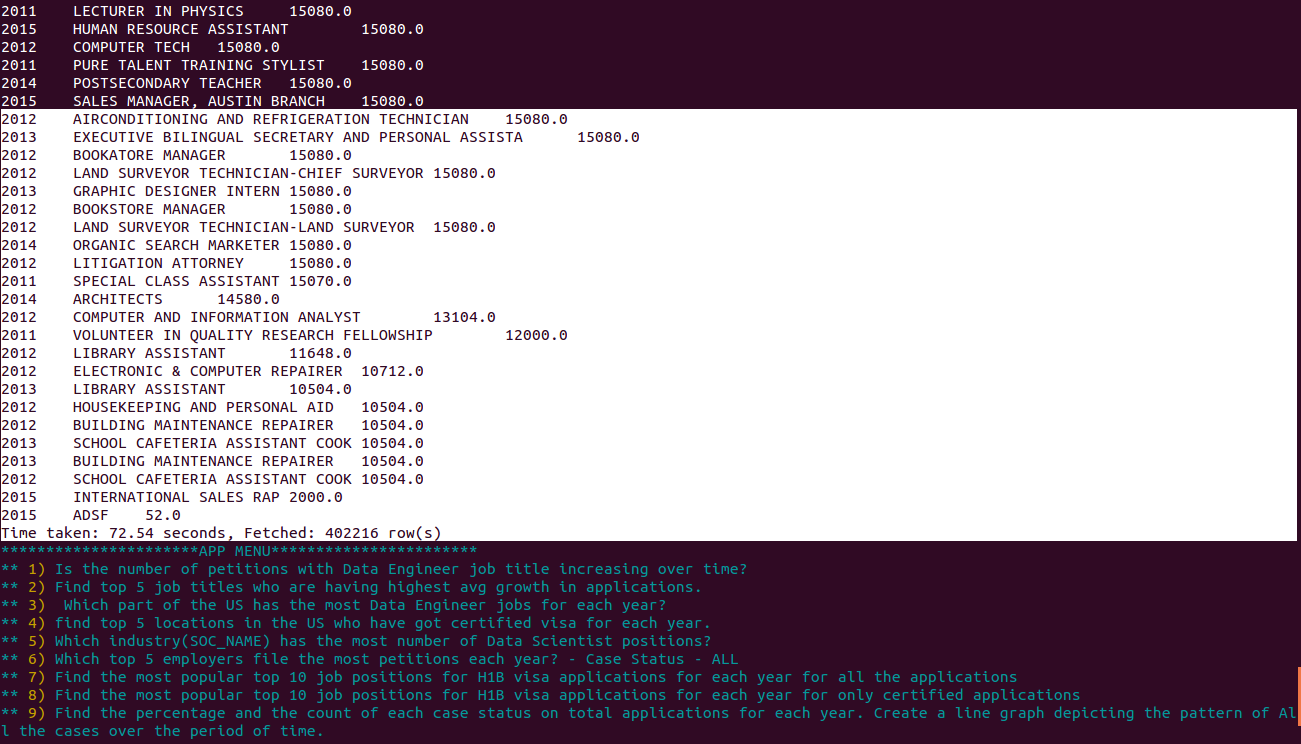 2011    LECTURER IN PHYSICS     15080.0
2015    HUMAN RESOURCE ASSISTANT        15080.0
2012    COMPUTER TECH   15080.0
2011    PURE TALENT TRAINING STYLIST    15080.0
2014    POSTSECONDARY TEACHER   15080.0
2015    SALES MANAGER, AUSTIN BRANCH    15080.0
2012    AIRCONDITIONING AND REFRIGERATION TECHNICIAN    15080.0
2013    EXECUTIVE BILINGUAL SECRETARY AND PERSONAL ASSISTA      15080.0
2012    BOOKATORE MANAGER       15080.0
2012    LAND SURVEYOR TECHNICIAN-CHIEF SURVEYOR 15080.0
2013    GRAPHIC DESIGNER INTERN 15080.0
2012    BOOKSTORE MANAGER       15080.0
2012    LAND SURVEYOR TECHNICIAN-LAND SURVEYOR  15080.0
2014    ORGANIC SEARCH MARKETER 15080.0
2012    LITIGATION ATTORNEY     15080.0
2011    SPECIAL CLASS ASSISTANT 15070.0
2014    ARCHITECTS      14580.0
2012    COMPUTER AND INFORMATION ANALYST        13104.0
2011    VOLUNTEER IN QUALITY RESEARCH FELLOWSHIP        12000.0
2012    LIBRARY ASSISTANT       11648.0
2012    ELECTRONIC & COMPUTER REPAIRER  10712.0
2013    LIBRARY ASSISTANT       10504.0
2012    HOUSEKEEPING AND PERSONAL AID   10504.0
2012    BUILDING MAINTENANCE REPAIRER   10504.0
2013    SCHOOL CAFETERIA ASSISTANT COOK 10504.0
2013    BUILDING MAINTENANCE REPAIRER   10504.0
2012    SCHOOL CAFETERIA ASSISTANT COOK 10504.0
2015    INTERNATIONAL SALES RAP 2000.0
2015    ADSF    52.0
Time taken: 72.54 seconds, Fetched: 402216 row(s)
**********************APP MENU***********************
** 1) Is the number of petitions with Data Engineer job title increasing over time?
** 2) Find top 5 job titles who are having highest avg growth in applications.
** 3)  Which part of the US has the most Data Engineer jobs for each year?
** 4) find top 5 locations in the US who have got certified visa for each year.
** 5) Which industry(SOC_NAME) has the most number of Data Scientist positions?
** 6) Which top 5 employers file the most petitions each year? - Case Status - ALL
** 7) Find the most popular top 10 job positions for H1B visa applications for each year for all the applications
** 8) Find the most popular top 10 job positions for H1B visa applications for each year for only certified applications
** 9) Find the percentage and the count of each case status on total applications for each year. Create a line graph depicting the pattern of Al
l the cases over the period of time.